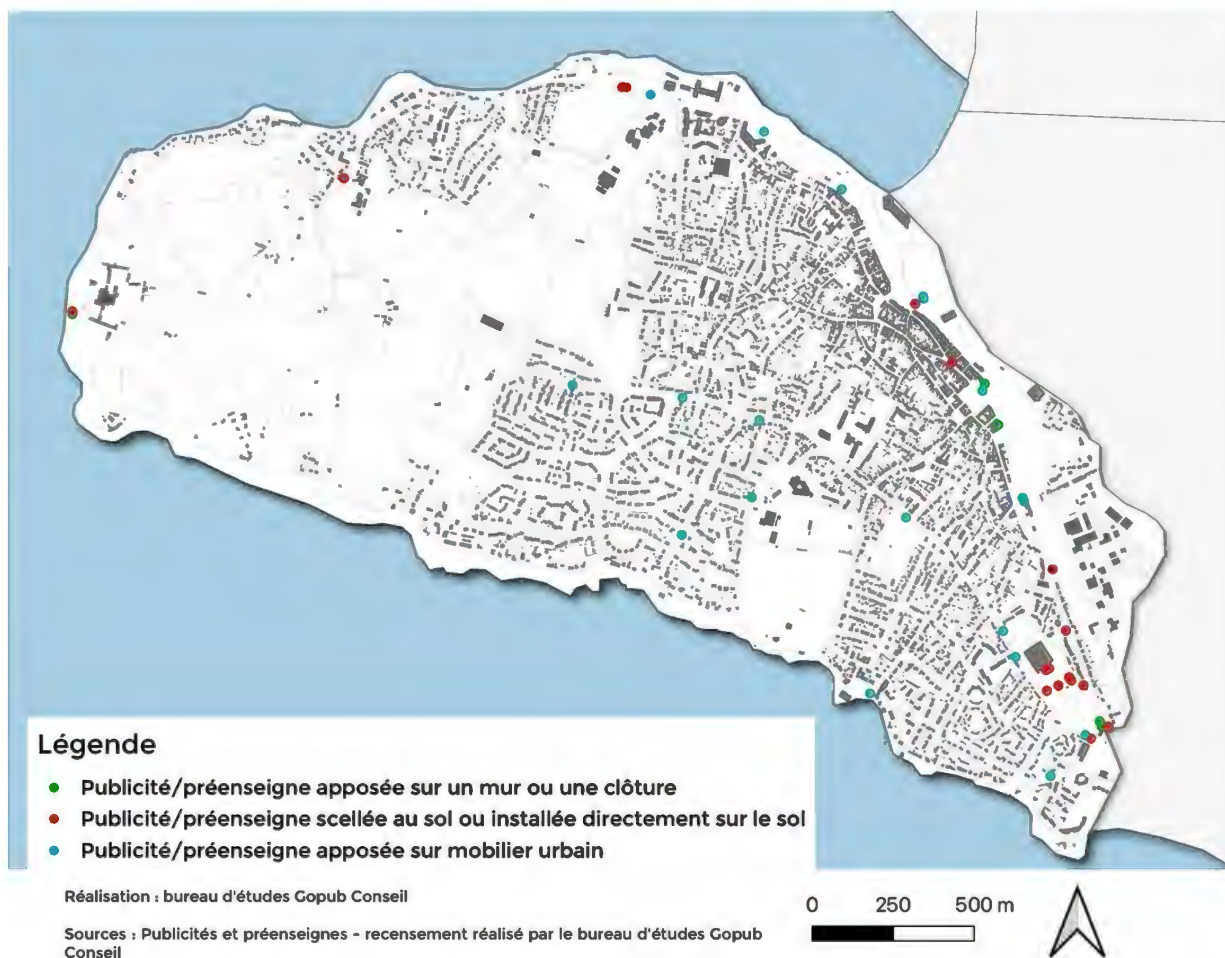 Légende
Publicité/préenseigne apposée sur un mur ou une clôture
Publicité/préenseigne scellée au sol ou installée directement sur le sol
Publicité/préenseigne apposée sur mobilier urbain
Réalisation : bureau d'études Gopub Conseil
Sources : Publicités et préenseignes - recensement réalisé par le bureau d'études Gopub
Conseil
0 250 500 m